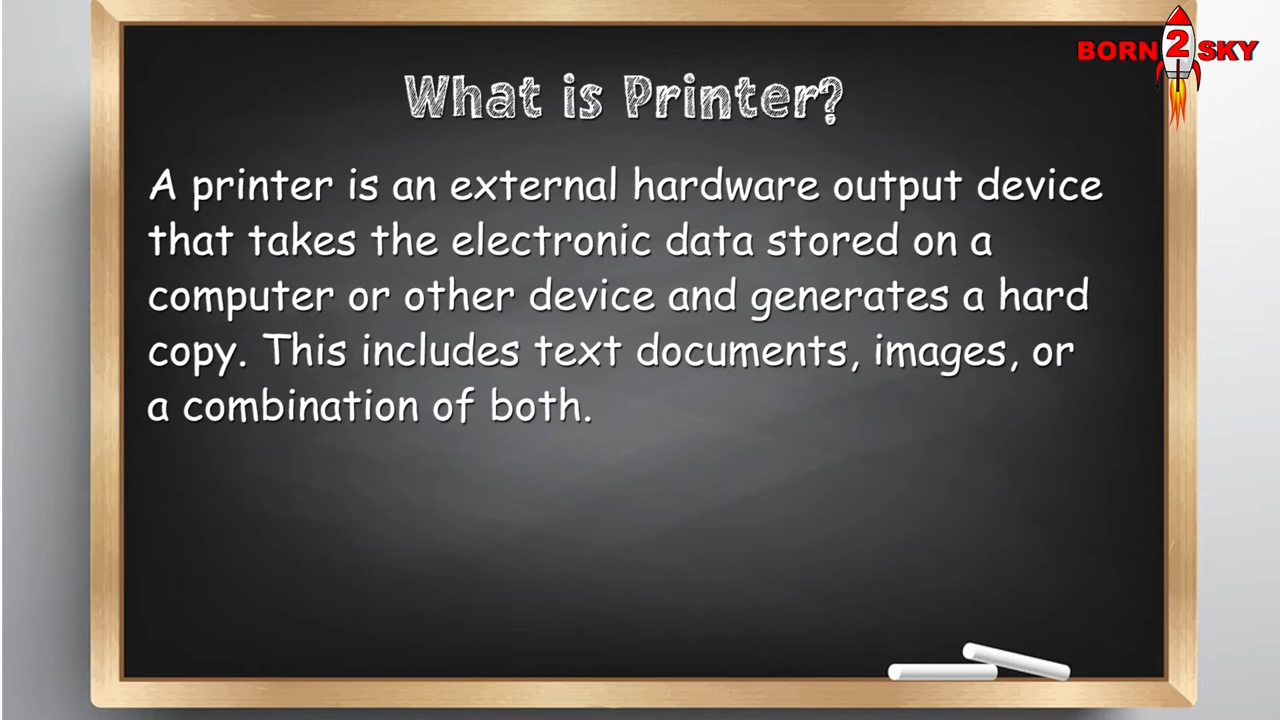 BORN 2 SKY
What is Printer?
A printer is an external hardware output device
that takes the electronic data stored on a
computer or other device and generates a hard
copy. This includes text documents, images, or
a combination of both.